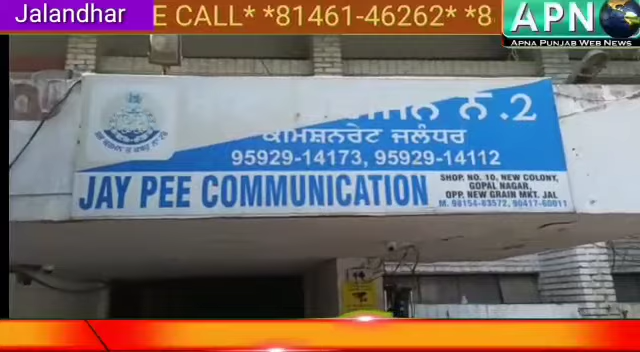 Jalandhar
E CALL* *81461-46262* *8
APN
APNA PUNJAB WEB NEWS
ਨੰ.2
ਕਮਿਸ਼ਨਰੇਟ ਜਲੰਧਰ
95929-14173, 95929-14112
JAY PEE COMMUNICATION
SHOP. NO. 10, NEW COLONY,
GOPAL NAGAR,
OPP. NEW GRAIN MKT. JAL
M. 98154-83572, 90417-60011